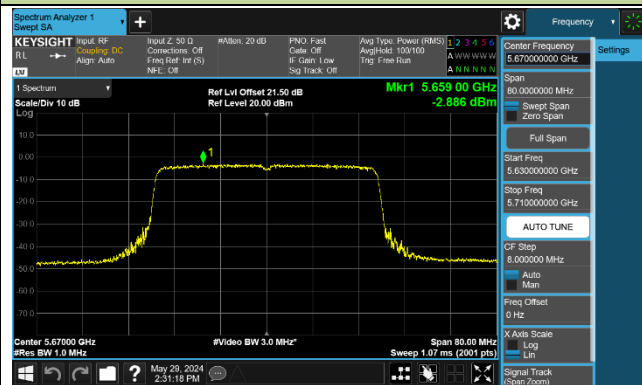 Spectrum Analyzer 1
Swept SA
+
Frequency
KEYSIGHT
Input: RF
Input Z: 50 Ω
#Atten: 20 dB
PNO: Fast
Avg Type: Power (RMS)
1 2 3 4 5 6
RL
Coupling: DC
Corrections: Off
Gate: Off
Avg|Hold: 100/100
A W W W W W
Align: Auto
Freq Ref: Int (S)
IF Gain: Low
Trig: Free Run
NFE: Off
Sig Track: Off
A N N N N N
LXI
1 Spectrum
Ref Lvl Offset 21.50 dB
Mkr1 5.659 00 GHz
Scale/Div 10 dB
Ref Level 20.00 dBm
-2.886 dBm
Log
10.0
0.00
-10.0
-20.0
-30.0
-40.0
-50.0
-60.0
-70.0
1
Center 5.67000 GHz
#Video BW 3.0 MHz*
Span 80.00 MHz
#Res BW 1.0 MHz
Sweep 1.07 ms (2001 pts)
?
May 29, 2024
2:31:18 PM
Center Frequency
5.670000000 GHz
Span
80.0000000 MHz
Swept Span
Zero Span
Full Span
Start Freq
5.630000000 GHz
Stop Freq
5.710000000 GHz
AUTO TUNE
CF Step
8.000000 MHz
Auto
Man
Freq Offset
0 Hz
X Axis Scale
Log
Lin
Signal Track
(Span Zoom)
Settings